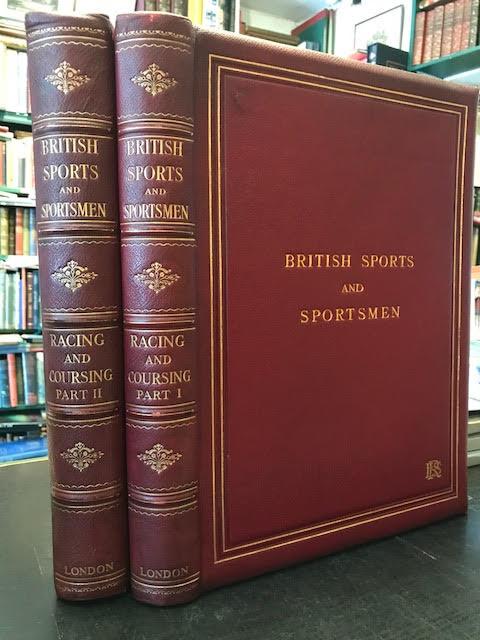 BRITISH
SPORTS
AND
SPORTSMEN
RACING
AND
COURSING
PART II
LONDON
BRITISH
SPORTS
AND
SPORTSMEN
RACING
AND
COURSING
PART I
LONDON
BRITISH SPORTS
AND
SPORTSMEN